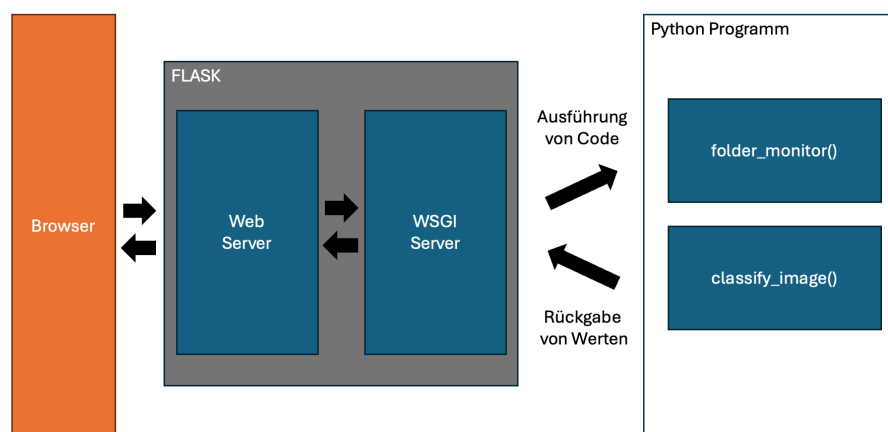 Python Programm
FLASK
Browser
Web
Server
WSGI
Server
Ausführung
von Code
Rückgabe
von Werten
folder_monitor()
classify_image()